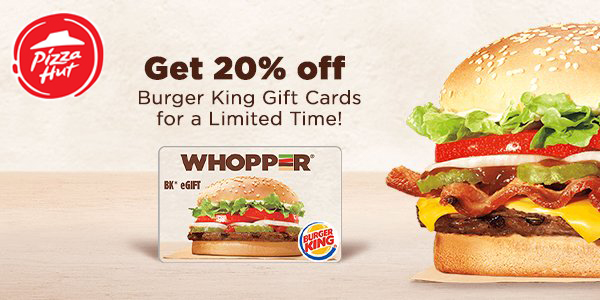 Pizza
Hut
Get 20% off
Burger King Gift Cards
for a Limited Time!
WHOPPER®
BK® eGIFT
BURGER
KING